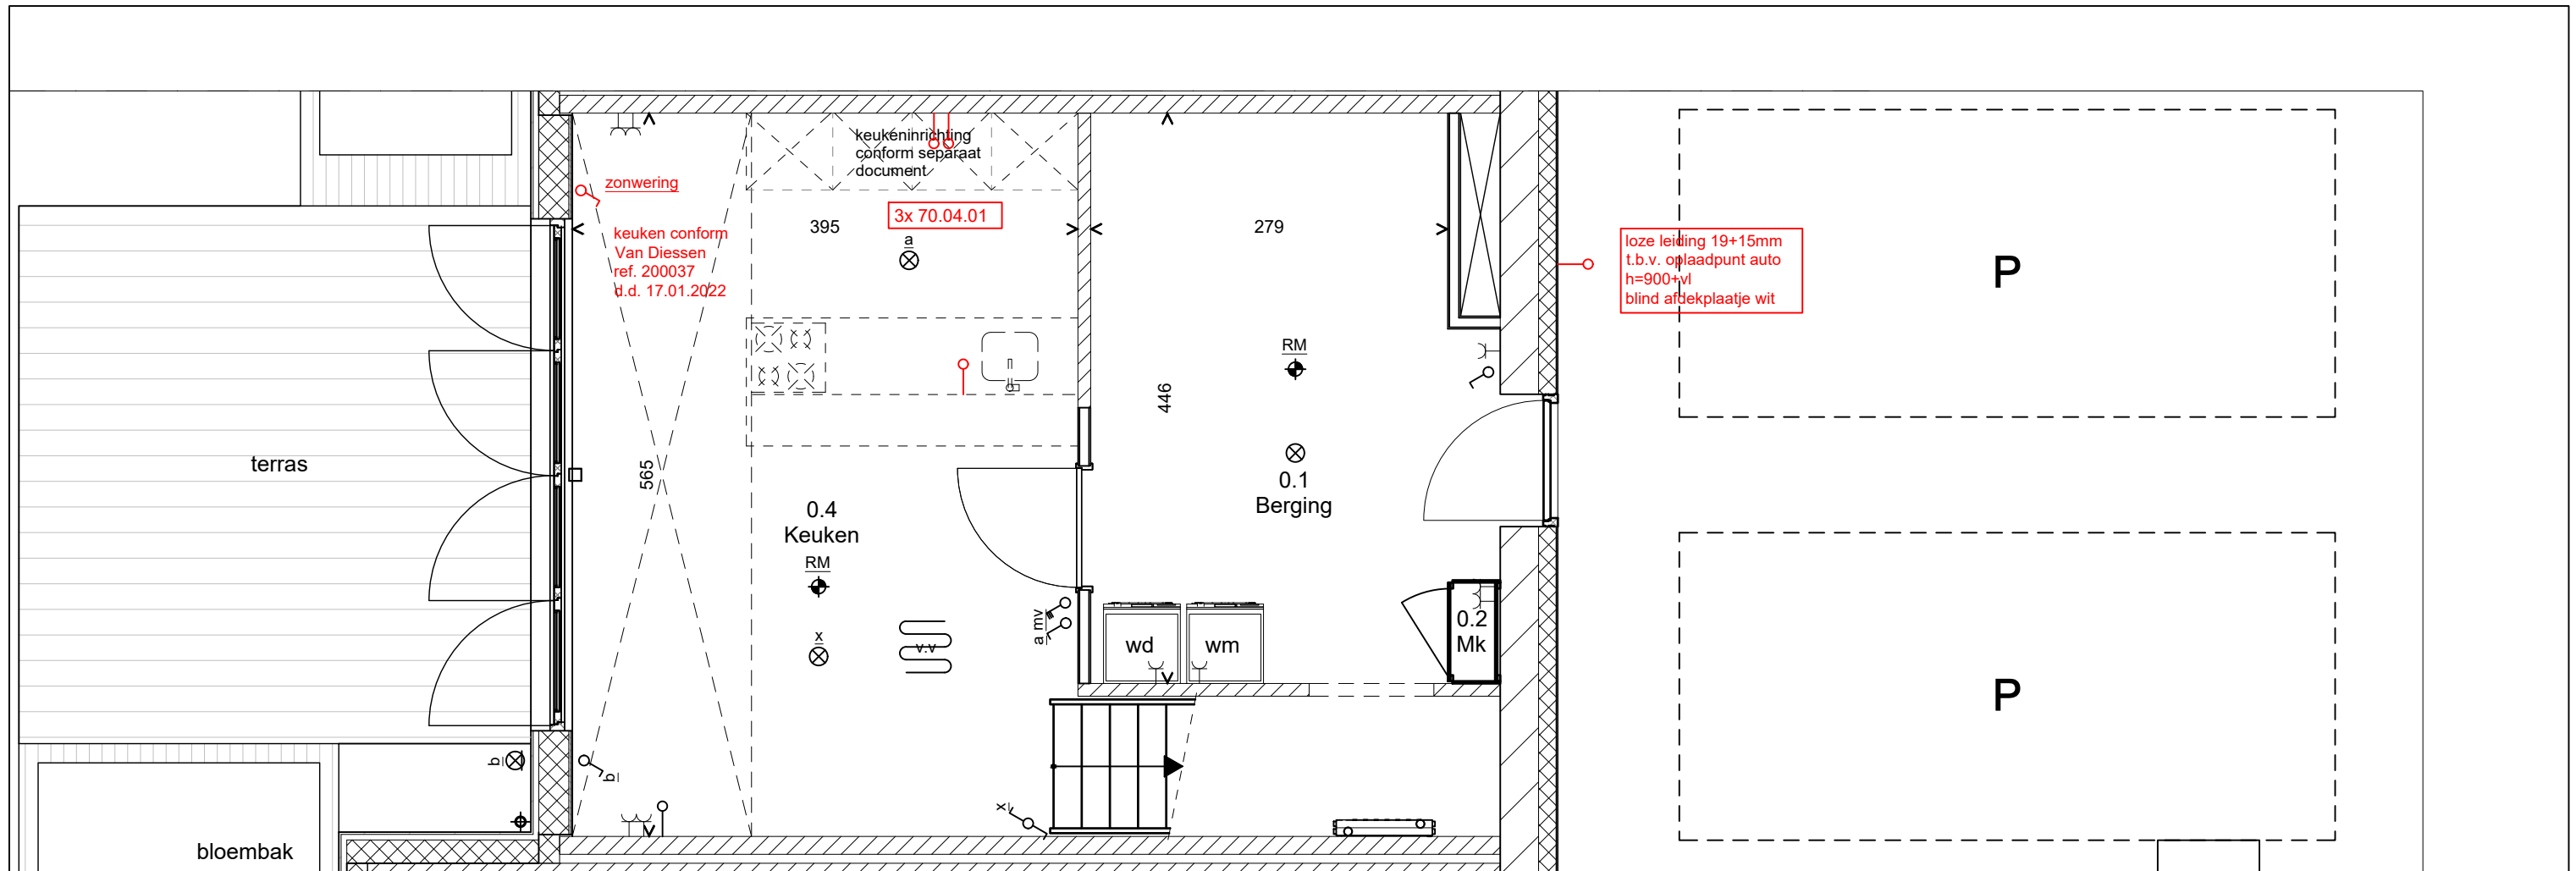 keukeninrichting
conform separaat
document
zonwering
3x 70.04.01
395
a
279
keuken conform
Van Diessen
ref. 200037
d.d. 17.01.2022
loze leiding 19+15mm
t.b.v. oplaadpunt auto
h=900+vl
blind afdekplaatje wit
P
RM
446
terras
565
0.1
Berging
0.4
Keuken
RM
x
v.v
a mv
wd
wm
0.2
Mk
P
b
b
x
bloembak